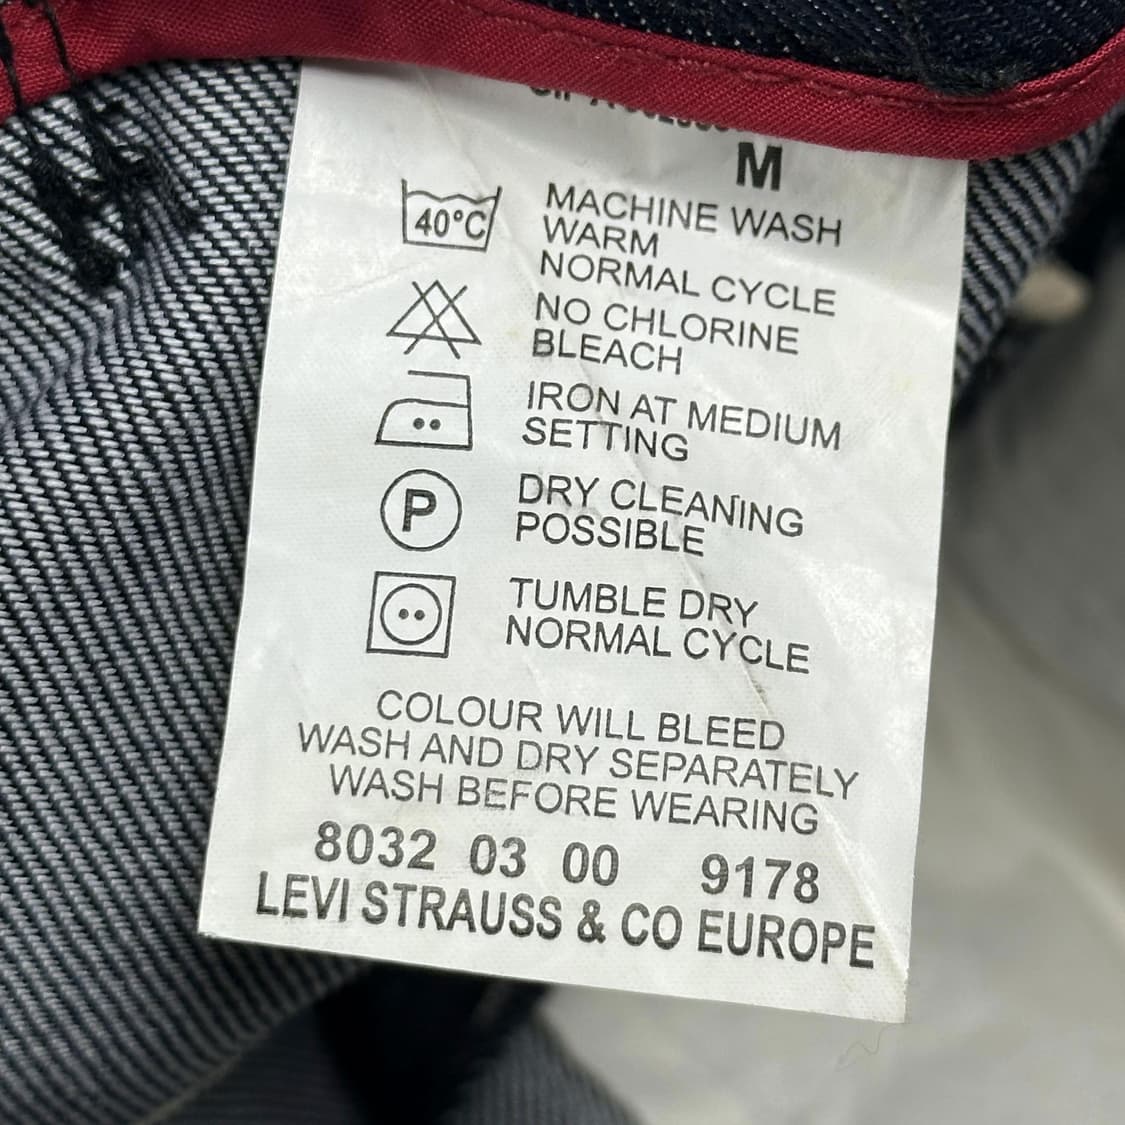 M
40°C
MACHINE WASH
WARM
NORMAL CYCLE
NO CHLORINE
BLEACH
IRON AT MEDIUM
SETTING
P
DRY CLEANING
POSSIBLE
TUMBLE DRY
NORMAL CYCLE
COLOUR WILL BLEED
WASH AND DRY SEPARATELY
WASH BEFORE WEARING
8032 03 00 9178
LEVI STRAUSS & CO EUROPE